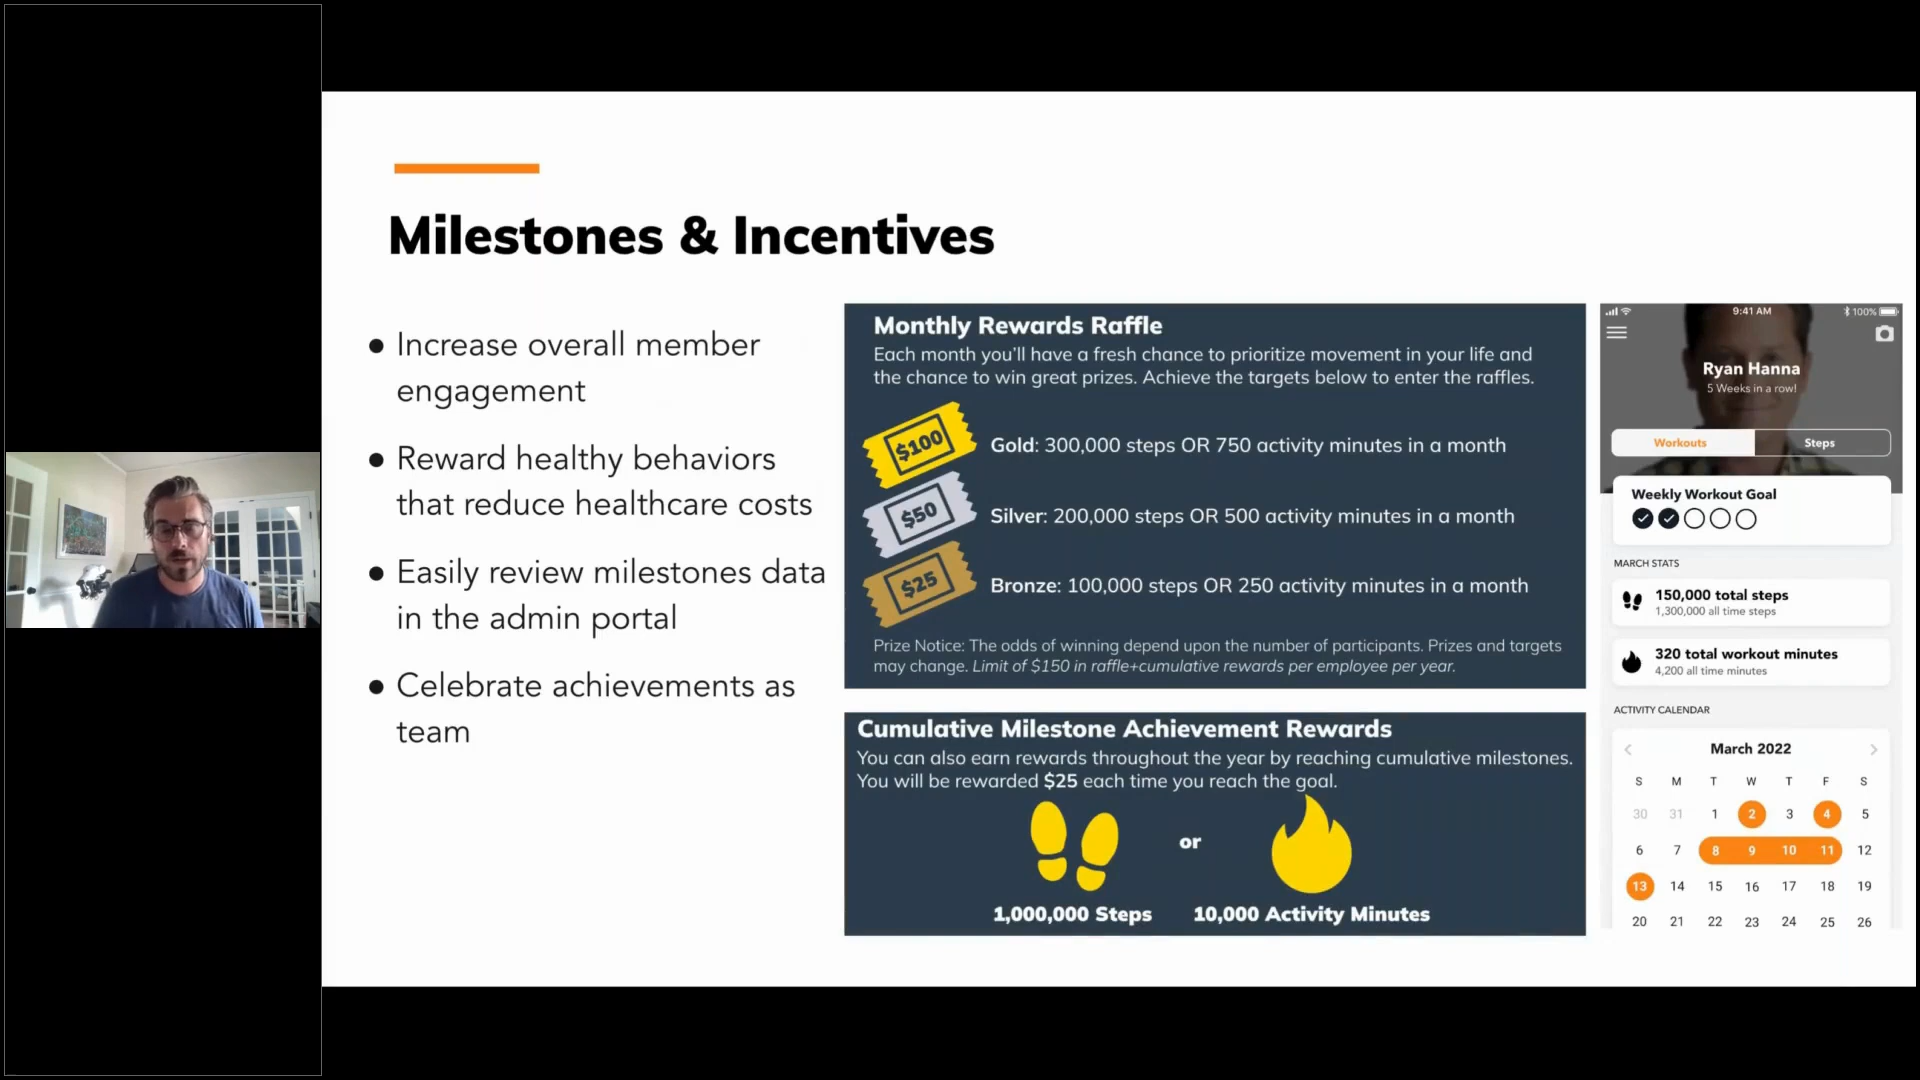 Milestones & Incentives
● Increase overall member
engagement
● Reward healthy behaviors
that reduce healthcare costs
● Easily review milestones data
in the admin portal
● Celebrate achievements as
team
Monthly Rewards Raffle
Each month you'll have a fresh chance to prioritize movement in your life and
the chance to win great prizes. Achieve the targets below to enter the raffles.
$100
Gold: 300,000 steps OR 750 activity minutes in a month
$50
Silver: 200,000 steps OR 500 activity minutes in a month
$25
Bronze: 100,000 steps OR 250 activity minutes in a month
Prize Notice: The odds of winning depend upon the number of participants. Prizes and targets
may change. Limit of $150 in raffle+cumulative rewards per employee per year.
Cumulative Milestone Achievement Rewards
You can also earn rewards throughout the year by reaching cumulative milestones.
You will be rewarded $25 each time you reach the goal.
or
1,000,000 Steps 10,000 Activity Minutes
9:41 AM 100%
Ryan Hanna
5 Weeks in a row!
Workouts Steps
Weekly Workout Goal
MARCH STATS
150,000 total steps
1,300,000 all time steps
320 total workout minutes
4,200 all time minutes
ACTIVITY CALENDAR
March 2022
S M T W T F S
30 31 1 2 3 4 5
6 7 8 9 10 11 12
13 14 15 16 17 18 19
20 21 22 23 24 25 26